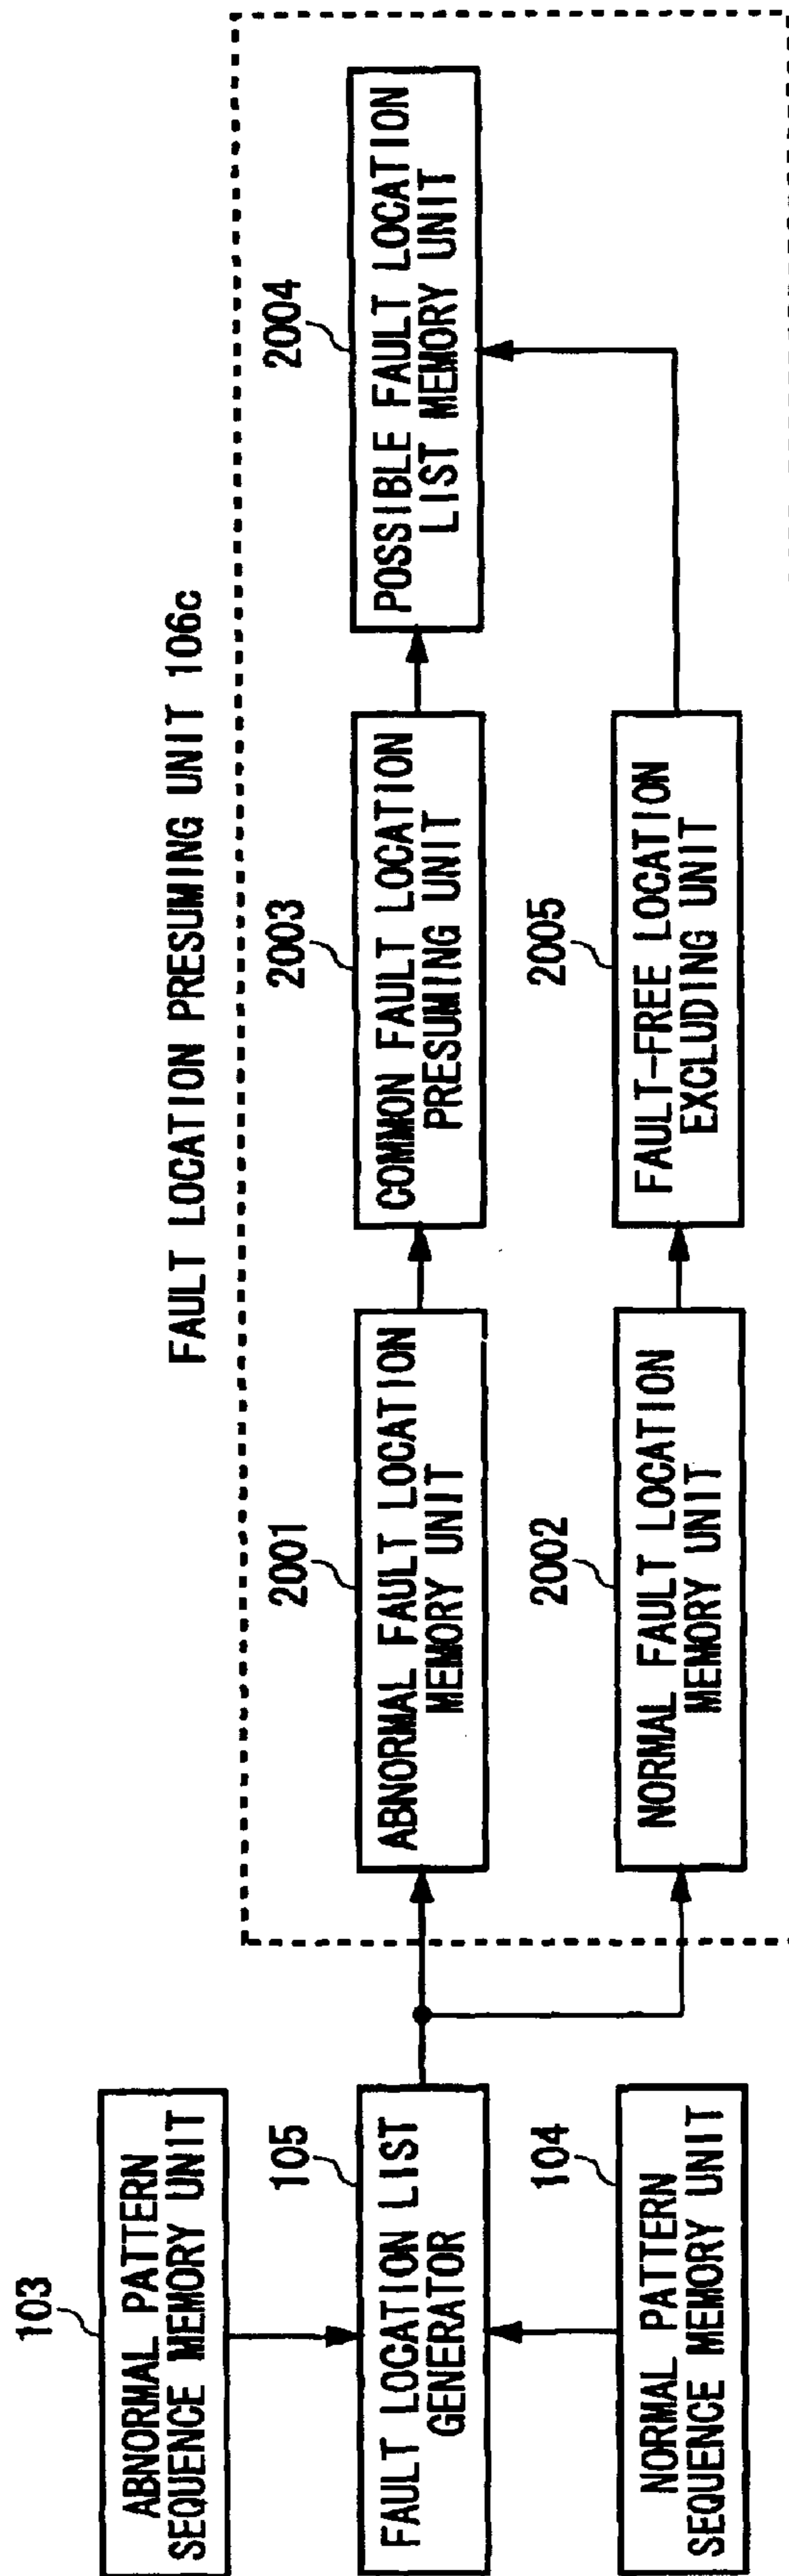 FAULT LOCATION PRESUMING UNIT 106c
103
ABNORMAL PATTERN
SEQUENCE MEMORY UNIT
105
FAULT LOCATION LIST
GENERATOR
104
NORMAL PATTERN
SEQUENCE MEMORY UNIT
2001
ABNORMAL FAULT LOCATION
MEMORY UNIT
2002
NORMAL FAULT LOCATION
MEMORY UNIT
2003
COMMON FAULT LOCATION
PRESUMING UNIT
2005
FAULT-FREE LOCATION
EXCLUDING UNIT
2004
POSSIBLE FAULT LOCATION
LIST MEMORY UNIT